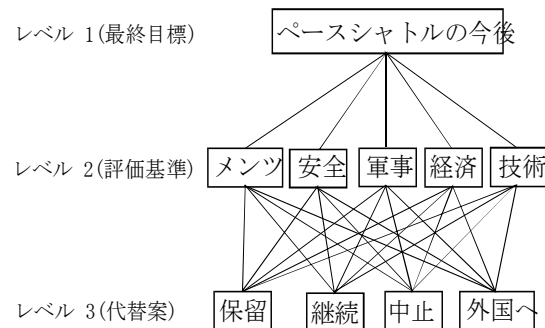 レベル 1(最終目標) ペースシャトルの今後
レベル 2(評価基準) メンツ 安全 軍事 経済 技術
レベル 3(代替案) 保留 継続 中止 外国へ